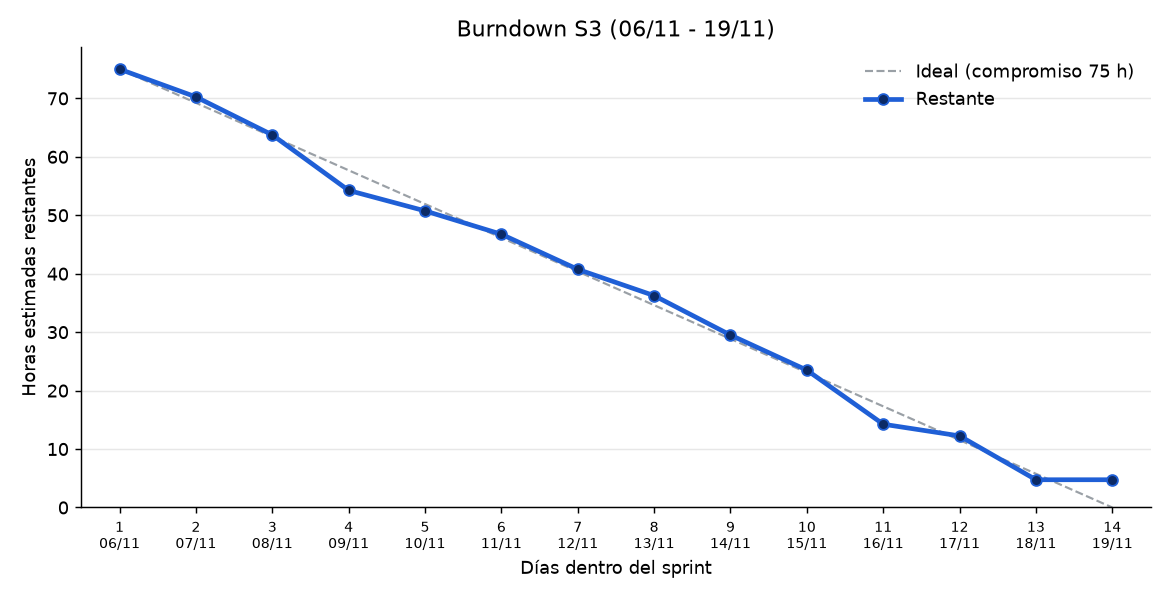 Burndown S3 (06/11 - 19/11)
Ideal (compromiso 75 h)
Restante
Horas estimadas restantes
70
60
50
40
30
20
10
0
1 2 3 4 5 6 7 8 9 10 11 12 13 14
06/11 07/11 08/11 09/11 10/11 11/11 12/11 13/11 14/11 15/11 16/11 17/11 18/11 19/11
Días dentro del sprint